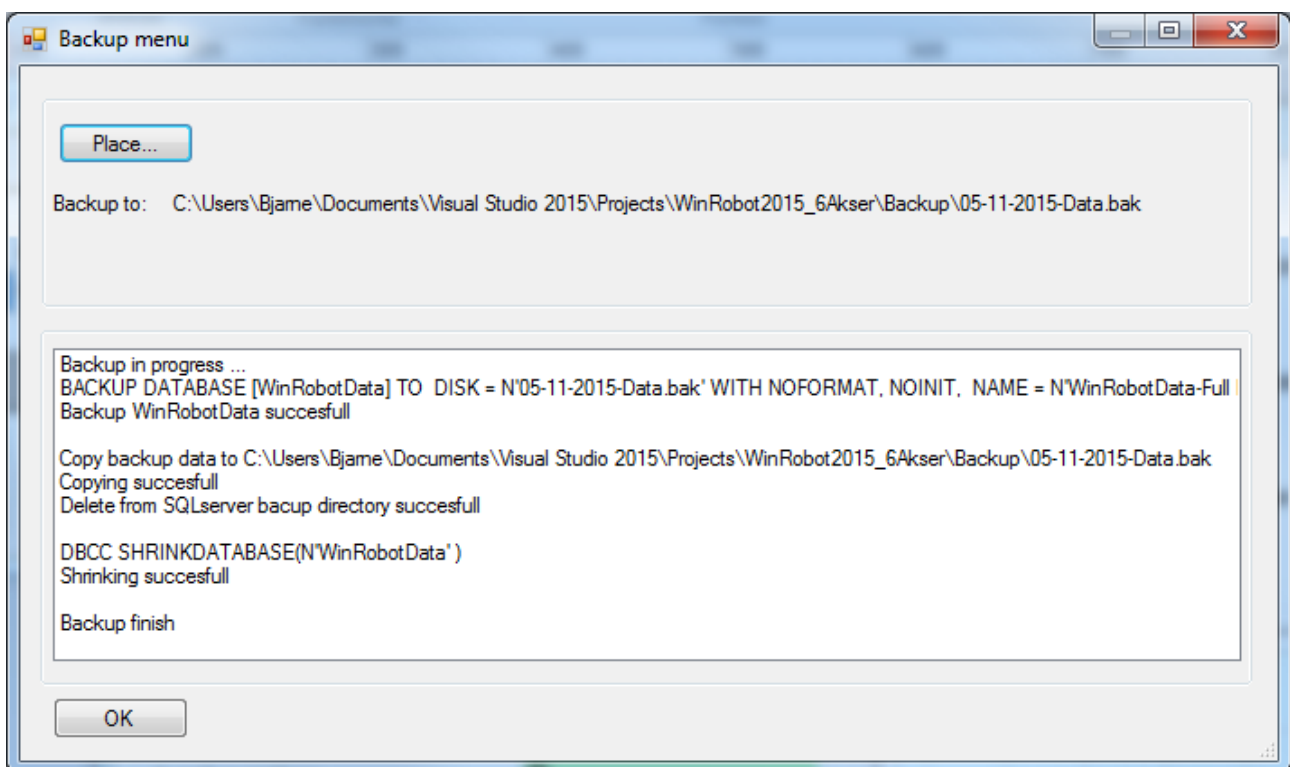 Backup menu
Place...
Backup to: C:\Users\Bjarne\Documents\Visual Studio 2015\Projects\WinRobot2015_6Akser\Backup\05-11-2015-Data.bak
Backup in progress ...
BACKUP DATABASE [WinRobotData] TO  DISK = N'05-11-2015-Data.bak' WITH NOFORMAT, NOINIT,  NAME = N'WinRobotData-Full
Backup WinRobotData succesfull
Copy backup data to C:\Users\Bjarne\Documents\Visual Studio 2015\Projects\WinRobot2015_6Akser\Backup\05-11-2015-Data.bak
Copying succesfull
Delete from SQLserver bacup directory succesfull
DBCC SHRINKDATABASE(N'WinRobotData' )
Shrinking succesfull
Backup finish
OK